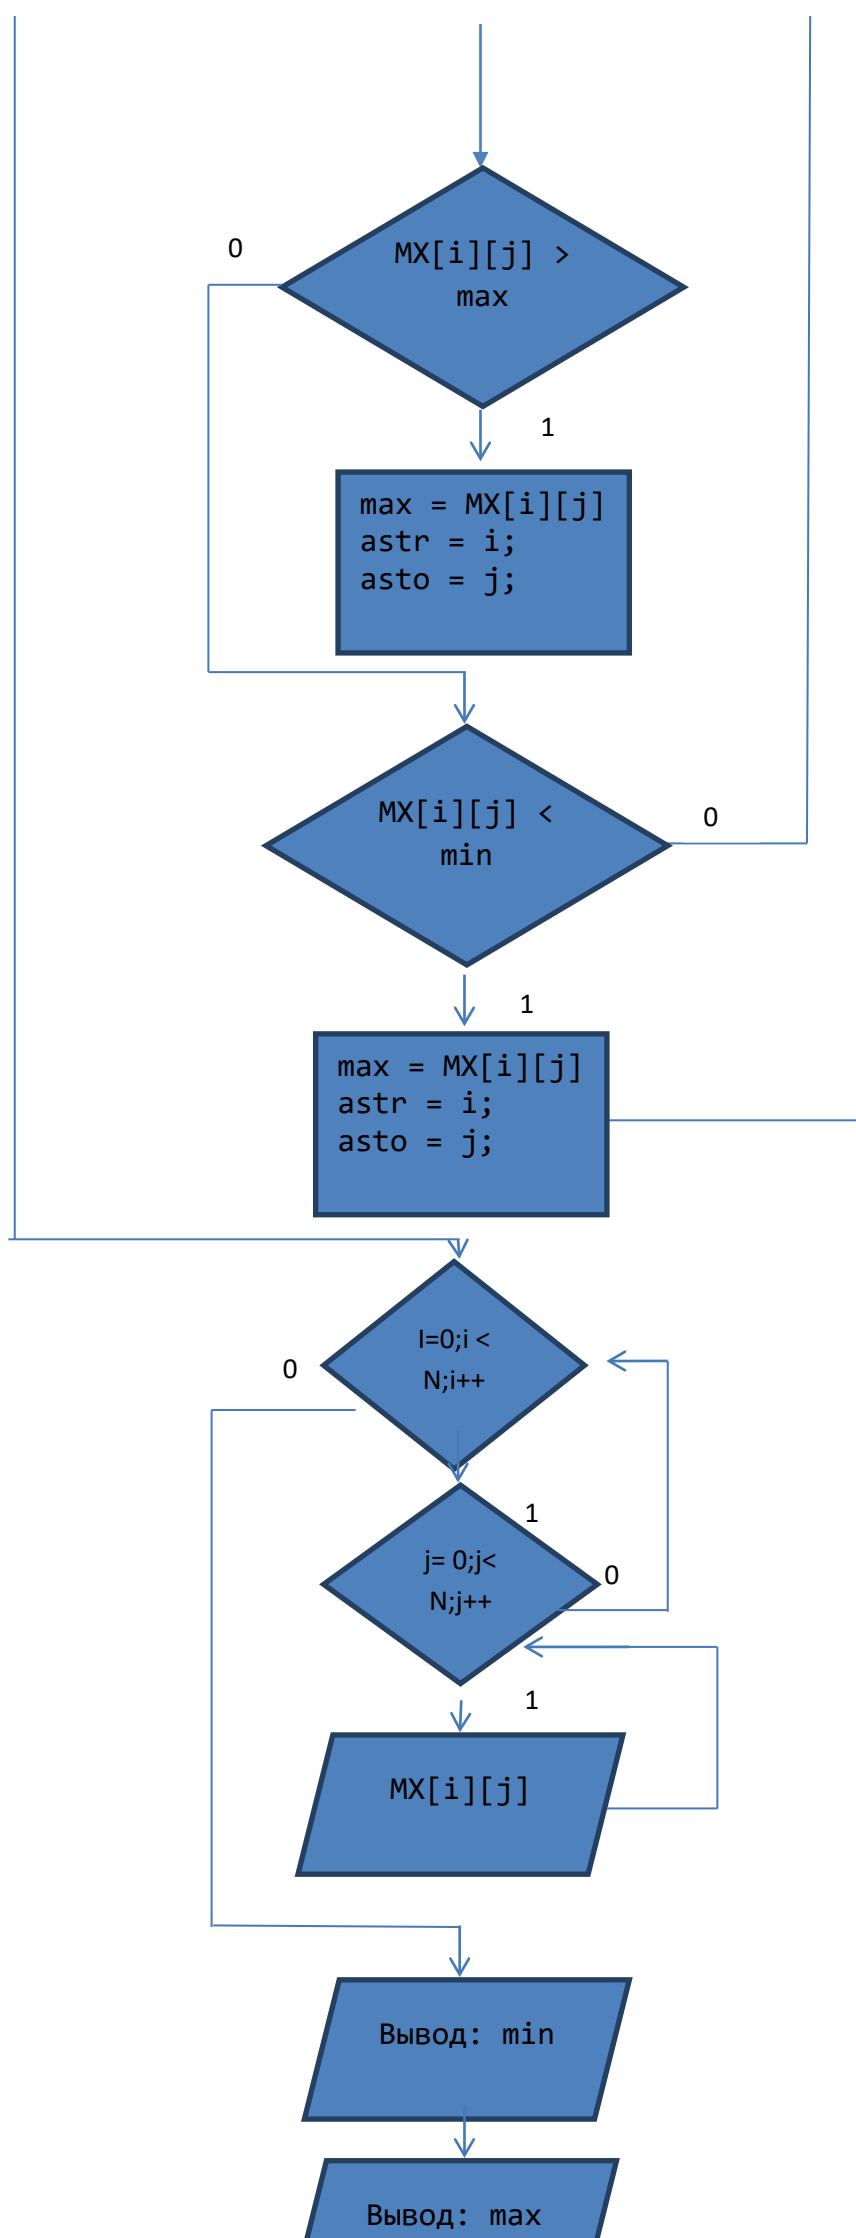 0
MX[i][j] >
max
1
max = MX[i][j]
astr = i;
asto = j;
MX[i][j] <
min
0
1
max = MX[i][j]
astr = i;
asto = j;
I=0;i <
N;i++
0
1
j= 0;j<
N;j++
0
1
MX[i][j]
Вывод: min
Вывод: max